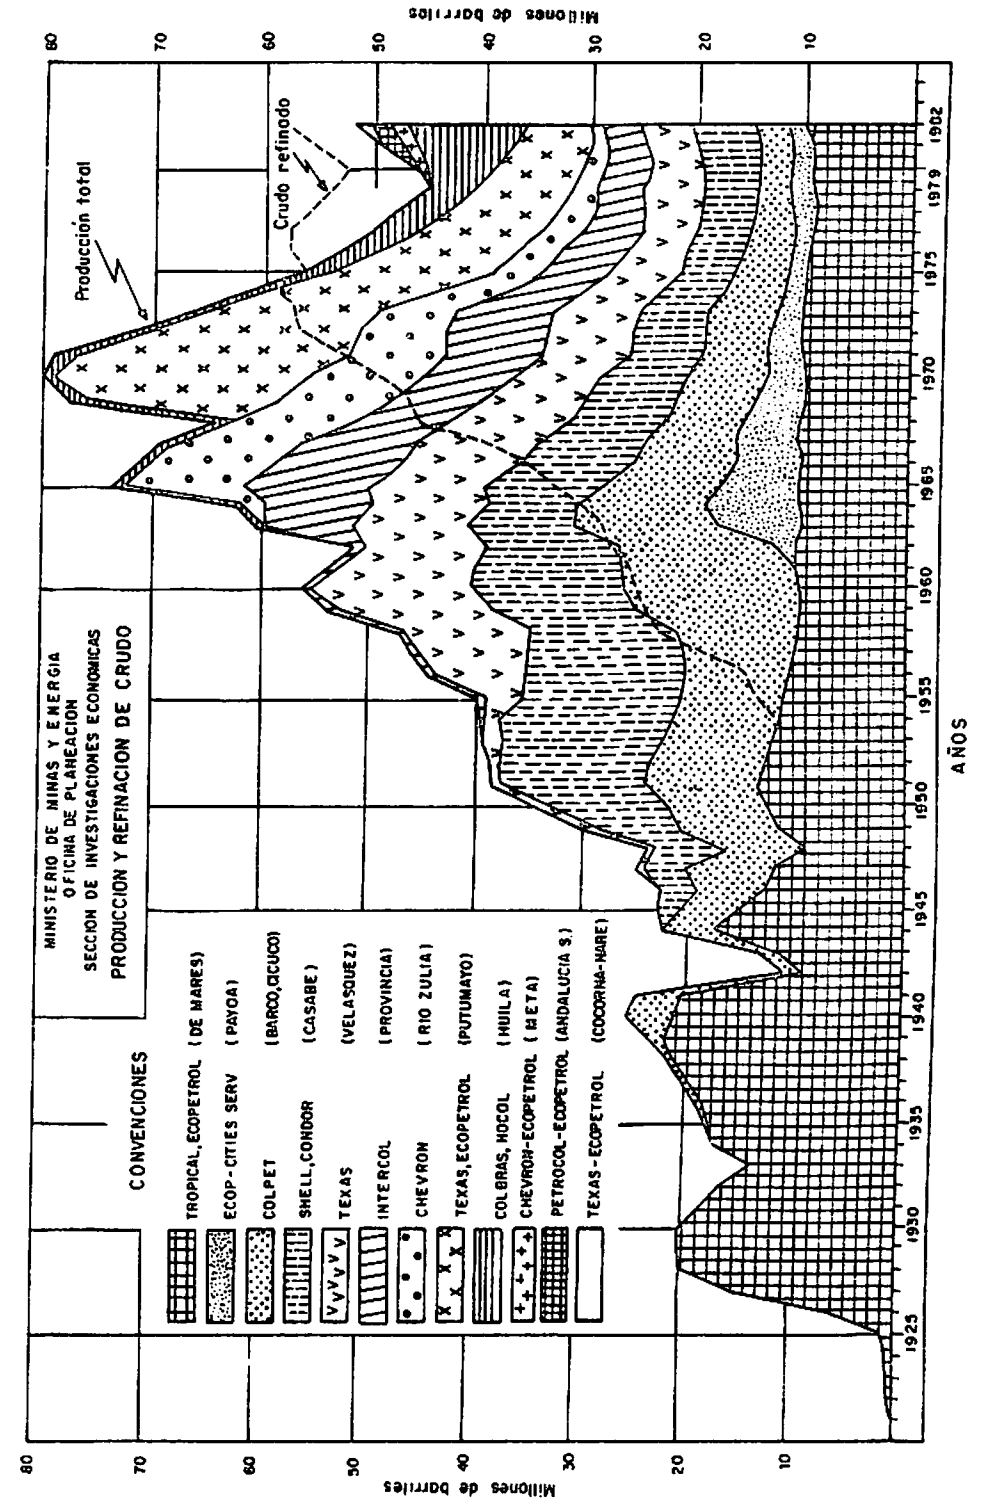 MINISTERIO DE MINAS Y ENERGIA
OFICINA DE PLANEACION
SECCION DE INVESTIGACIONES ECONOMICAS
PRODUCCION Y REFINACION DE CRUDO
CONVENCIONES
TROPICAL, ECOPETROL (DE MARES)
ECOP-CITIES SERV (PAYOA)
COLPET (BARCO, CICUCO)
SHELL, CONDOR (CASABE)
TEXAS (VELASQUEZ)
INTERCOL (PROVINCIA)
CHEVRON (RIO ZULIA)
TEXAS, ECOPETROL (PUTUMAYO)
COLBRAS, HOCOL (HUILA)
CHEVRON-ECOPETROL (META)
PETROCOL-ECOPETROL (ANDALUCIA S.)
TEXAS-ECOPETROL (COCORNA-NARE)
Producción total
Crudo refinado
Millones de barriles
80
70
60
50
40
30
20
10
Millones de barriles
80
70
60
50
40
30
20
10
1925
1930
1935
1940
1945
1950
1955
1960
1965
1970
1975
1979
1982
AÑOS